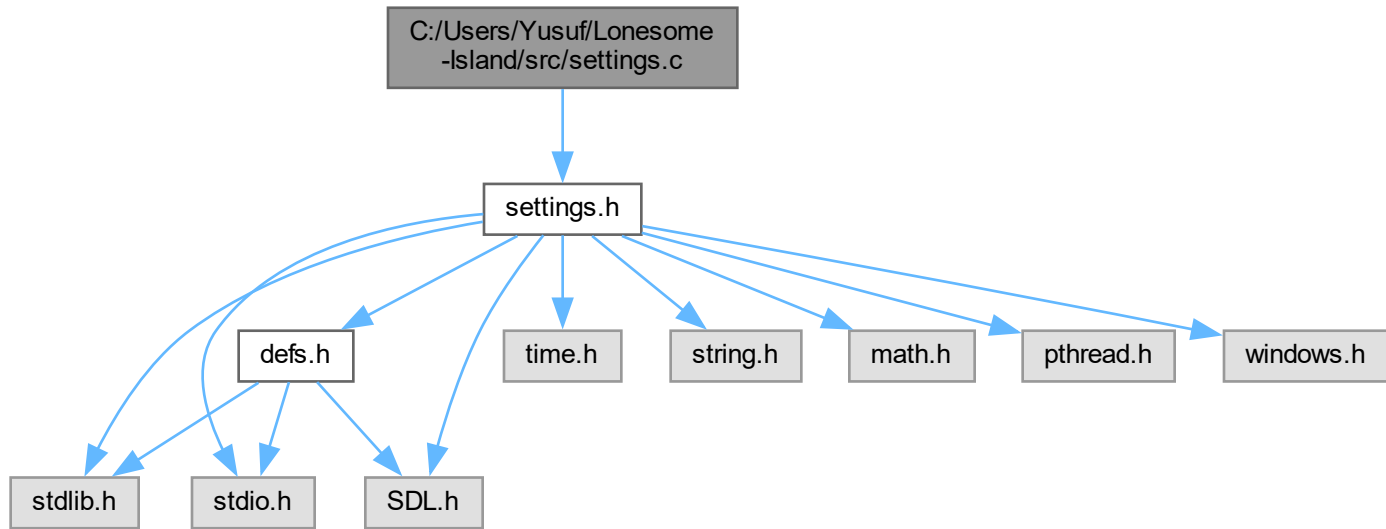 C:/Users/Yusuf/Lonesome
-Island/src/settings.c
settings.h
defs.h
time.h
string.h
math.h
pthread.h
windows.h
stdlib.h
stdio.h
SDL.h